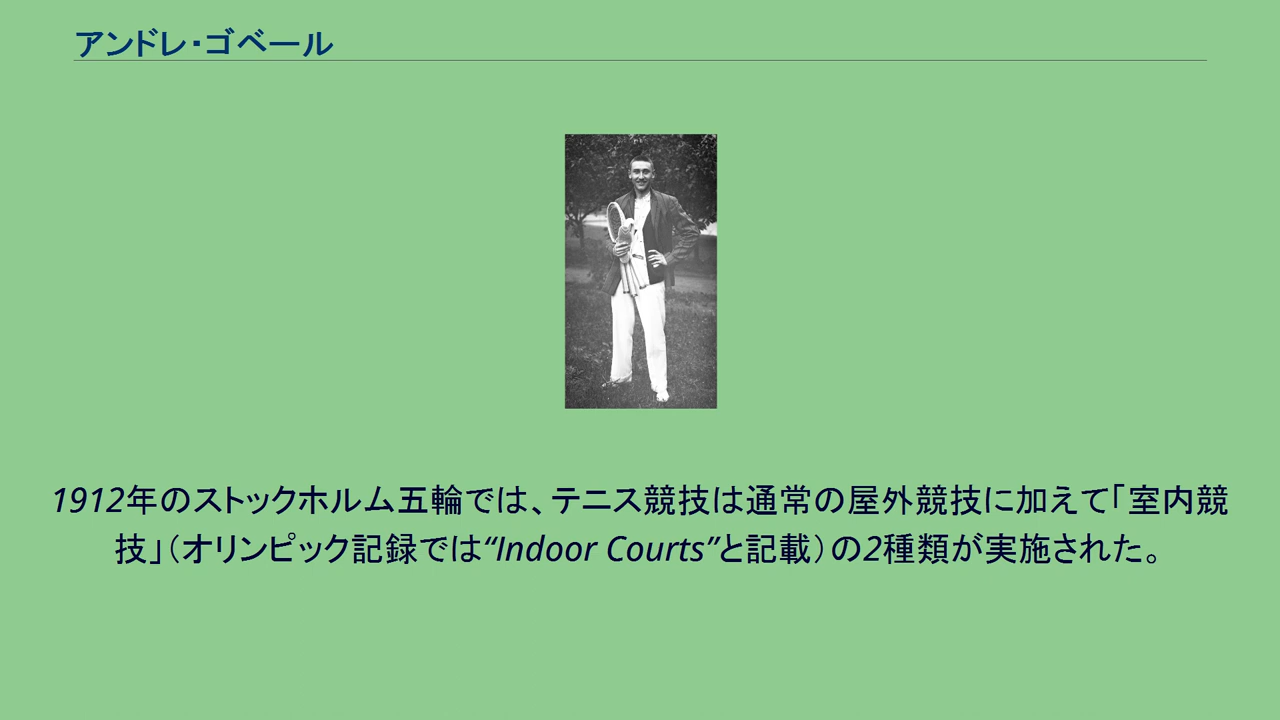 アンドレ・ゴベール
1912年のストックホルム五輪では、テニス競技は通常の屋外競技に加えて「室内競
技」（オリンピック記録では“Indoor Courts”と記載）の2種類が実施された。